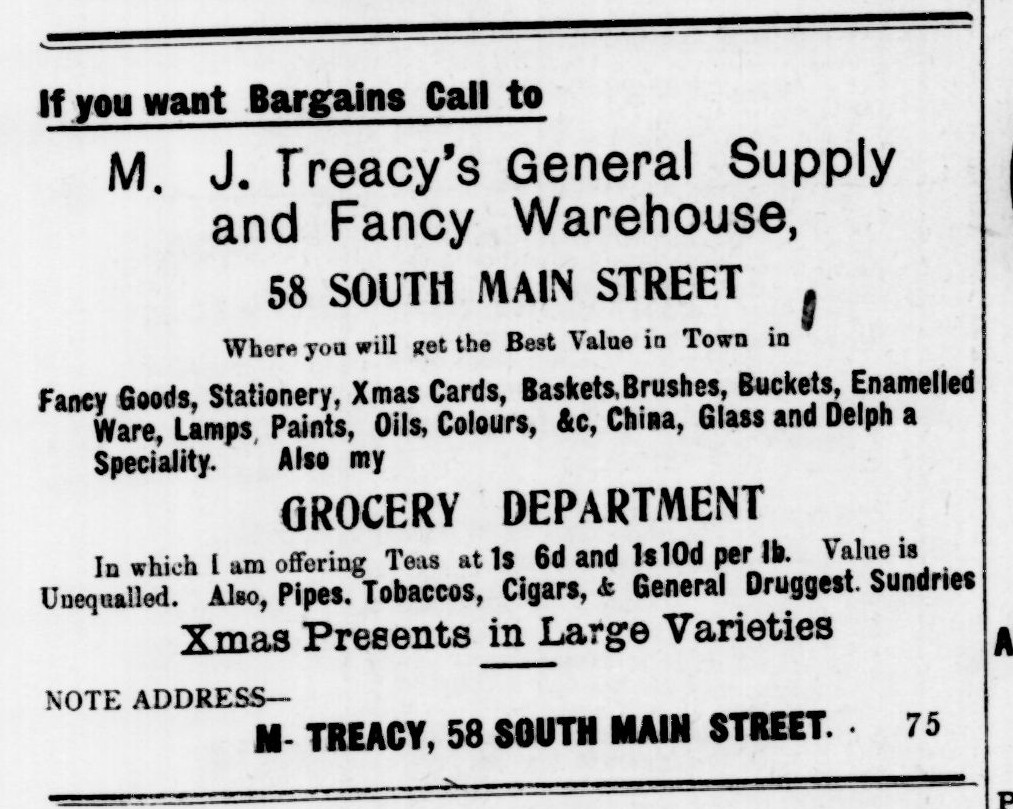 If you want Bargains Call to
M. J. Treacy's General Supply
and Fancy Warehouse,
58 SOUTH MAIN STREET
Where you will get the Best Value in Town in
Fancy Goods, Stationery, Xmas Cards, Baskets, Brushes, Buckets, Enamelled
Ware, Lamps, Paints, Oils, Colours, &c, China, Glass and Delph a
Speciality. Also my
GROCERY DEPARTMENT
In which I am offering Teas at 1s 6d and 1s10d per lb. Value is
Unequalled. Also, Pipes. Tobaccos, Cigars, & General Druggest. Sundries
Xmas Presents in Large Varieties
NOTE ADDRESS—
M- TREACY, 58 SOUTH MAIN STREET. . 75